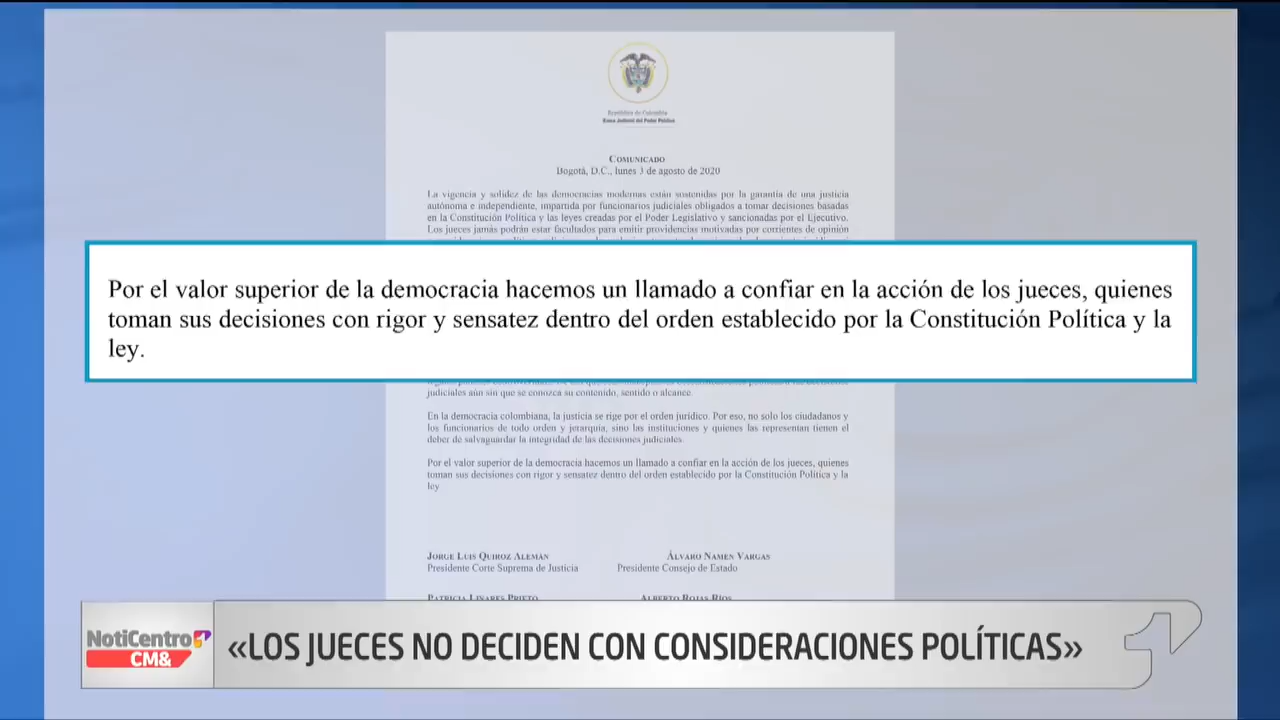 República de Colombia
Rama Judicial del Poder Público
COMUNICADO
Bogotá, D.C., lunes 3 de agosto de 2020
La vigencia y solidez de las democracias modernas están sostenidas por la garantía de una justicia
autónoma e independiente, impartida por funcionarios judiciales obligados a tomar decisiones basadas
en la Constitución Política y las leyes creadas por el Poder Legislativo y sancionadas por el Ejecutivo.
Los jueces jamás podrán estar facultados para emitir providencias motivadas por corrientes de opinión
Por el valor superior de la democracia hacemos un llamado a confiar en la acción de los jueces, quienes
toman sus decisiones con rigor y sensatez dentro del orden establecido por la Constitución Política y la
ley.
judiciales aún sin que se conozca su contenido, sentido o alcance.
En la democracia colombiana, la justicia se rige por el orden jurídico. Por eso, no solo los ciudadanos y
los funcionarios de todo orden y jerarquía, sino las instituciones y quienes las representan tienen el
deber de salvaguardar la integridad de las decisiones judiciales.
Por el valor superior de la democracia hacemos un llamado a confiar en la acción de los jueces, quienes
toman sus decisiones con rigor y sensatez dentro del orden establecido por la Constitución Política y la
ley
JORGE LUIS QUIROZ ALEMÁN ÁLVARO NAMÉN VARGAS
Presidente Corte Suprema de Justicia Presidente Consejo de Estado
PATRICIA LINARES PRIETO ALBERTO ROJAS RÍOS
NotiCentro 1
CM&
«LOS JUECES NO DECIDEN CON CONSIDERACIONES POLÍTICAS»
1